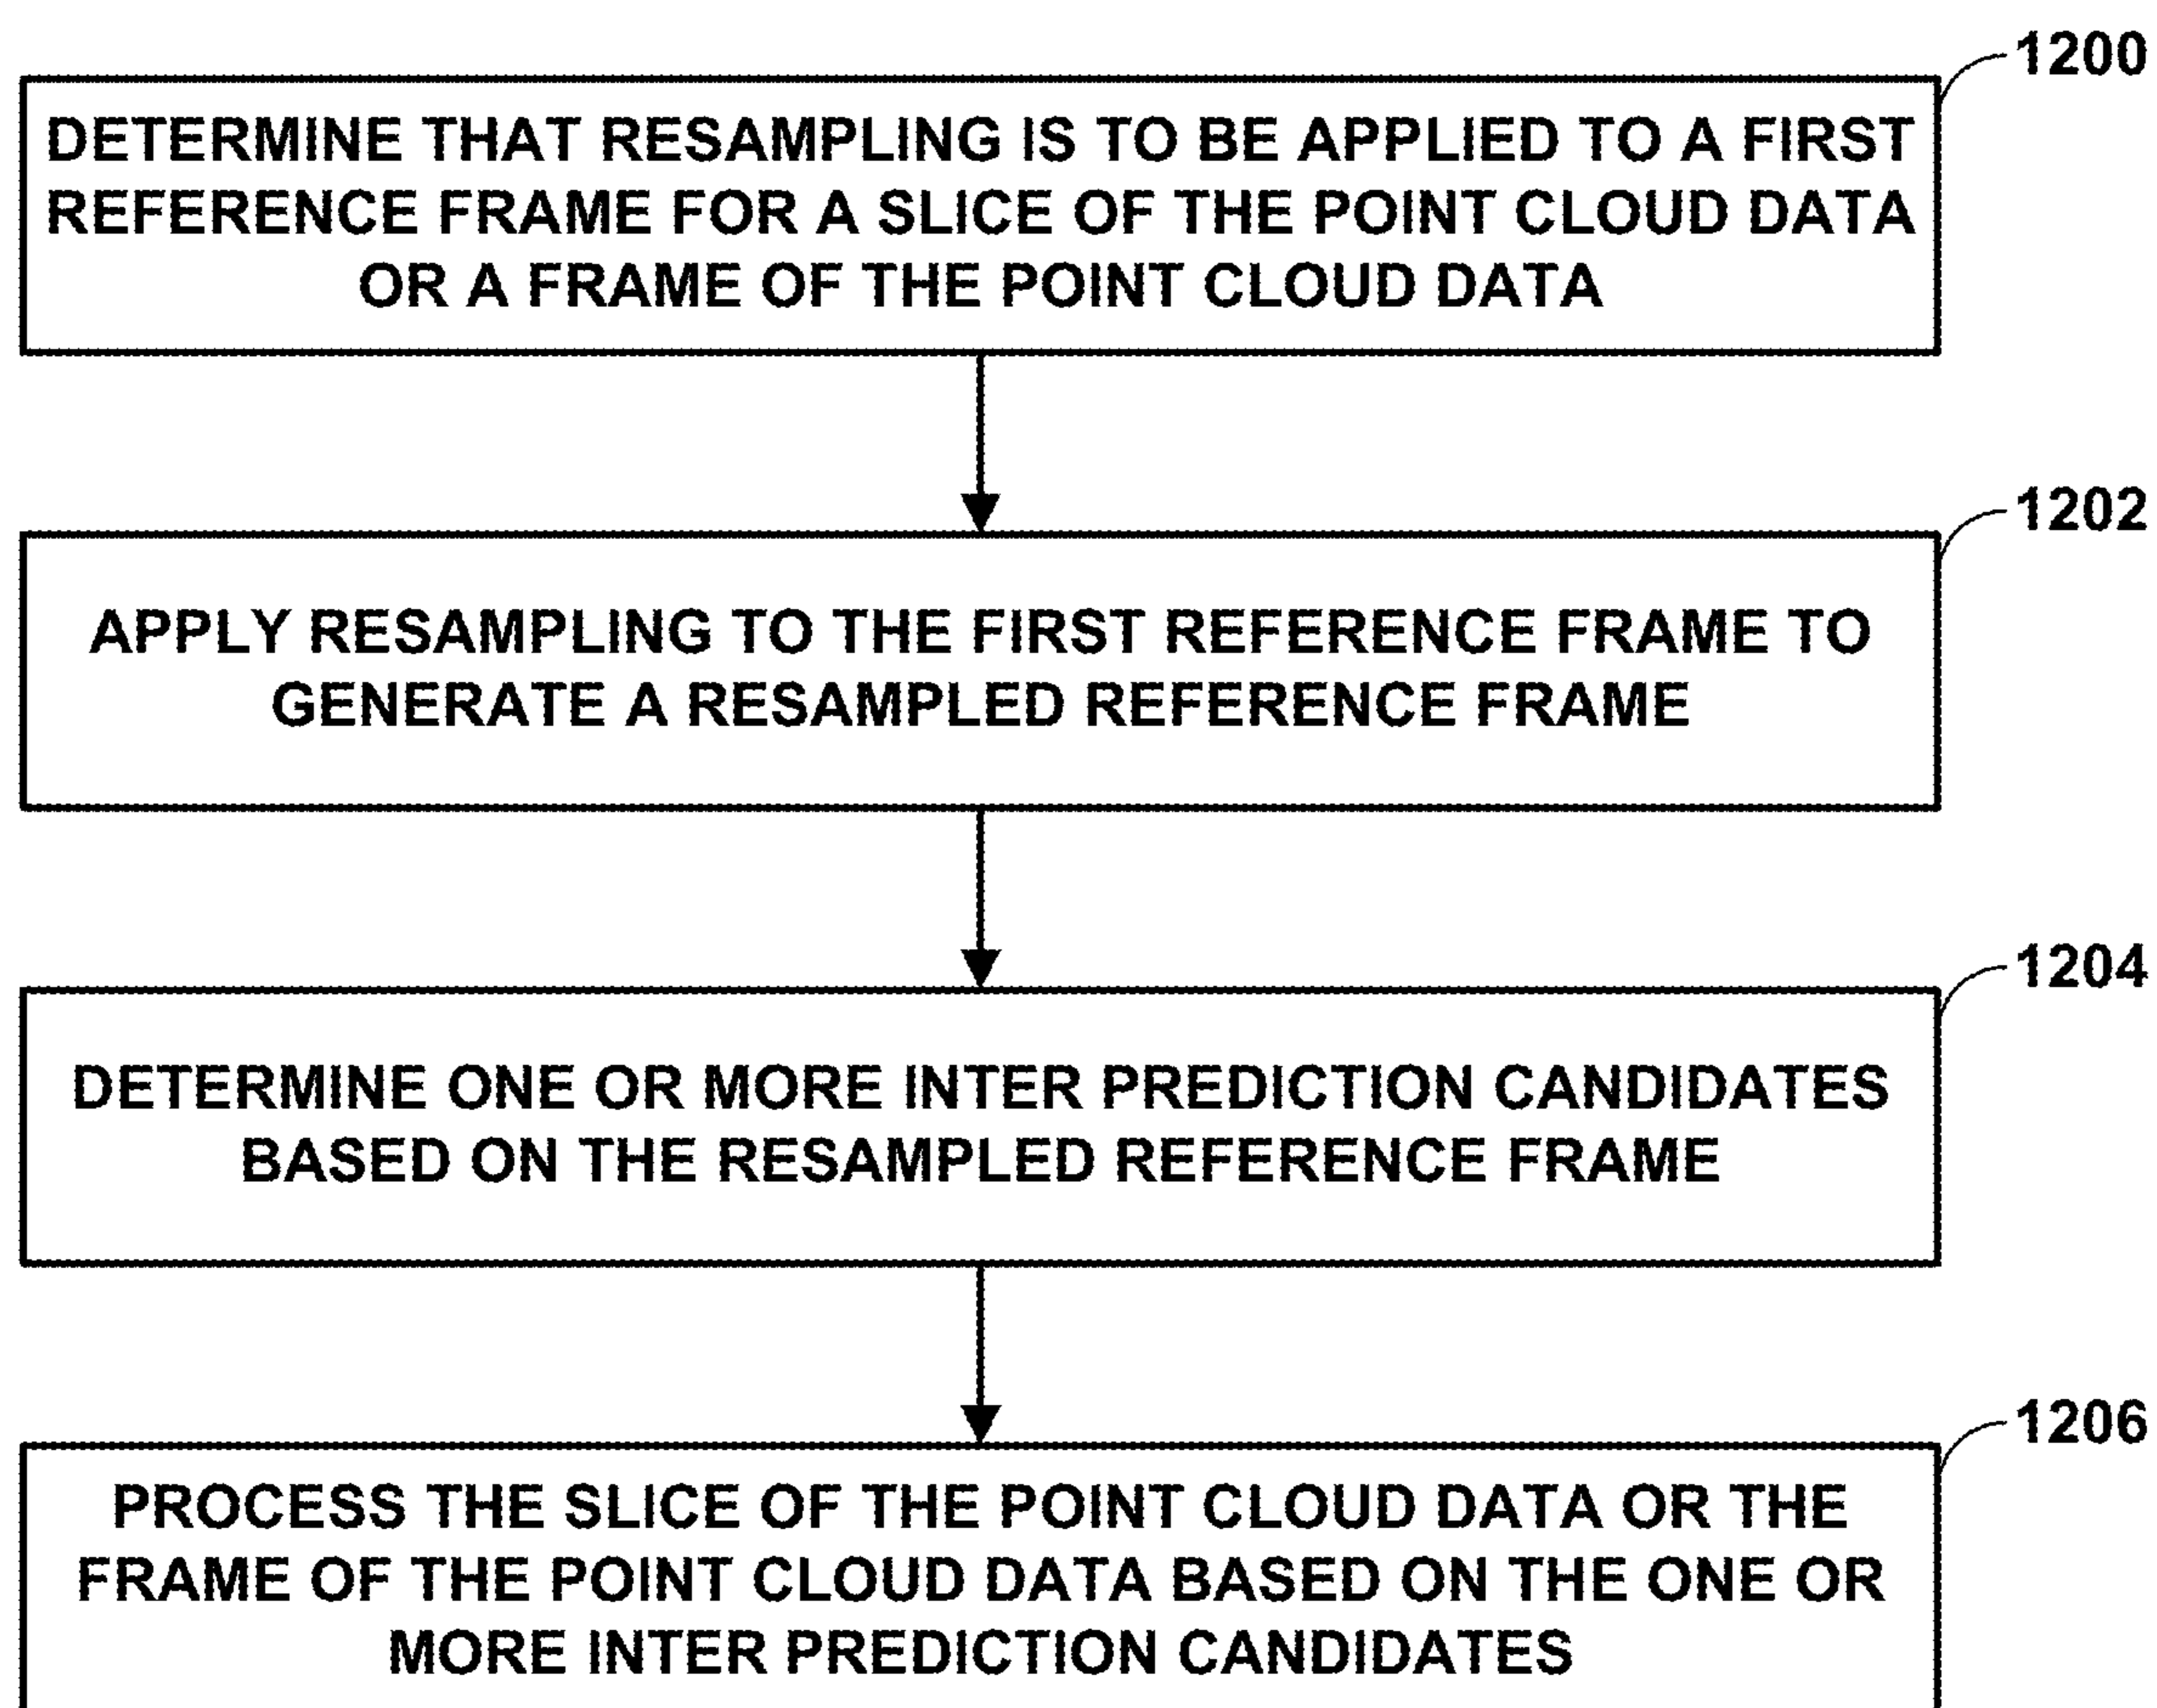 1200
DETERMINE THAT RESAMPLING IS TO BE APPLIED TO A FIRST
REFERENCE FRAME FOR A SLICE OF THE POINT CLOUD DATA
OR A FRAME OF THE POINT CLOUD DATA
1202
APPLY RESAMPLING TO THE FIRST REFERENCE FRAME TO
GENERATE A RESAMPLED REFERENCE FRAME
1204
DETERMINE ONE OR MORE INTER PREDICTION CANDIDATES
BASED ON THE RESAMPLED REFERENCE FRAME
1206
PROCESS THE SLICE OF THE POINT CLOUD DATA OR THE
FRAME OF THE POINT CLOUD DATA BASED ON THE ONE OR
MORE INTER PREDICTION CANDIDATES